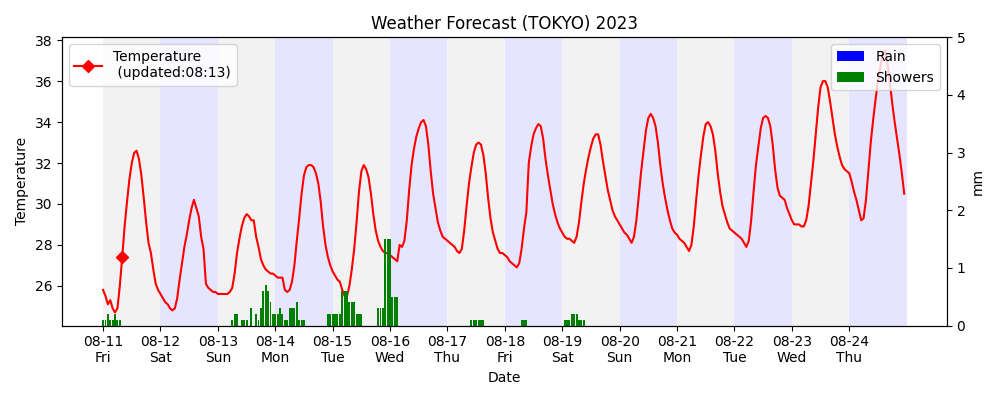 Weather Forecast (TOKYO) 2023
Temperature
(updated:08:13)
Rain
Showers
38
36
34
32
30
28
26
Temperature
5
4
3
2
1
0
mm
08-11 08-12 08-13 08-14 08-15 08-16 08-17 08-18 08-19 08-20 08-21 08-22 08-23 08-24
Fri Sat Sun Mon Tue Wed Thu Fri Sat Sun Mon Tue Wed Thu
Date